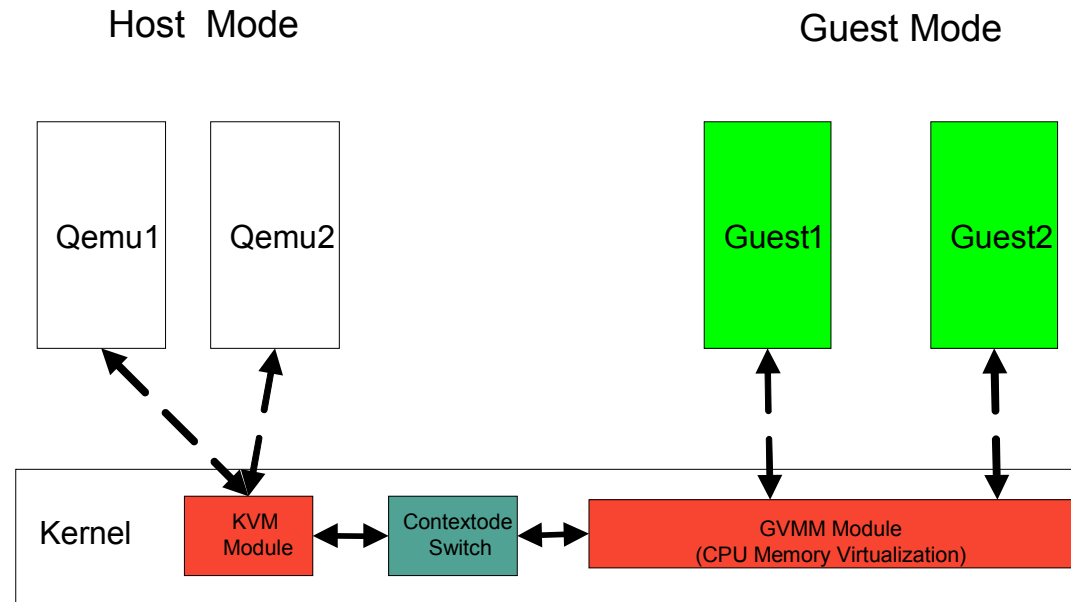 Host Mode
Guest Mode
Qemu1
Qemu2
Guest1
Guest2
Kernel
KVM
Module
Contextode
Switch
GVMM Module
(CPU Memory Virtualization)